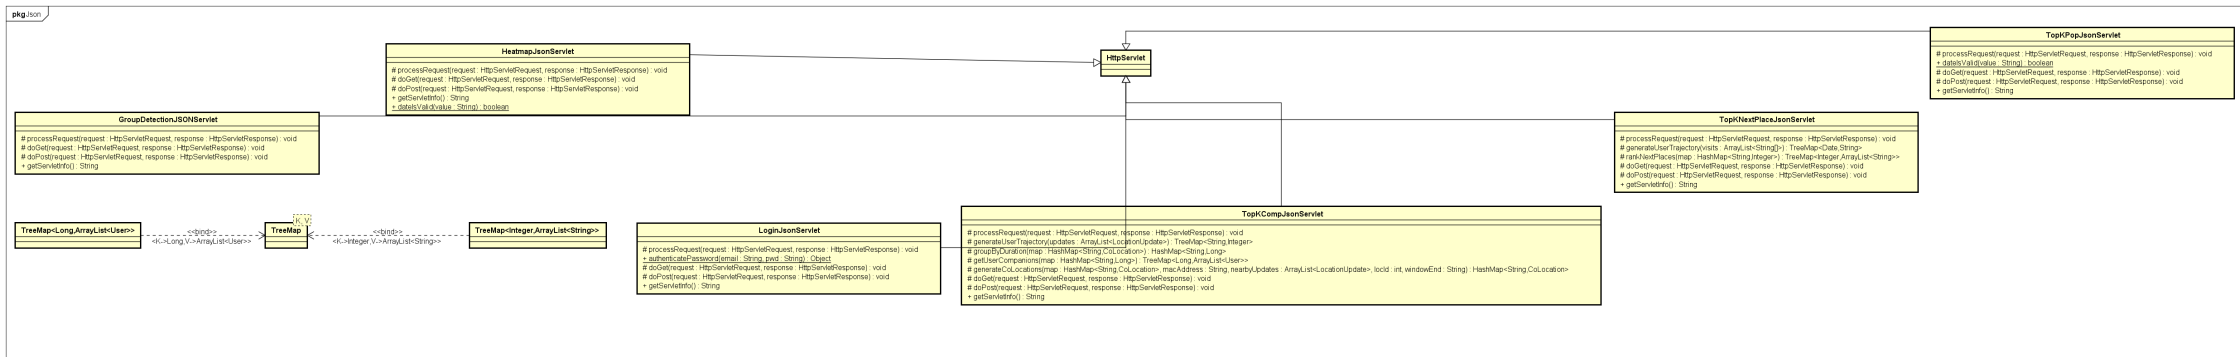 pkg Json
HeatmapJsonServlet
# processRequest(request : HttpServletRequest, response : HttpServletResponse) : void
# doGet(request : HttpServletRequest, response : HttpServletResponse) : void
# doPost(request : HttpServletRequest, response : HttpServletResponse) : void
+ getServletInfo() : String
+ dateIsValid(value : String) : boolean
HttpServlet
TopKPopJsonServlet
# processRequest(request : HttpServletRequest, response : HttpServletResponse) : void
+ dateIsValid(value : String) : boolean
# doGet(request : HttpServletRequest, response : HttpServletResponse) : void
# doPost(request : HttpServletRequest, response : HttpServletResponse) : void
+ getServletInfo() : String
GroupDetectionJSONServlet
# processRequest(request : HttpServletRequest, response : HttpServletResponse) : void
# doGet(request : HttpServletRequest, response : HttpServletResponse) : void
# doPost(request : HttpServletRequest, response : HttpServletResponse) : void
+ getServletInfo() : String
TopKNextPlaceJsonServlet
# processRequest(request : HttpServletRequest, response : HttpServletResponse) : void
# generateUserTrajectory(visits : ArrayList<String[]>) : TreeMap<Date,String>
# rankNextPlaces(map : HashMap<String,Integer>) : TreeMap<Integer,ArrayList<String>>
# doGet(request : HttpServletRequest, response : HttpServletResponse) : void
# doPost(request : HttpServletRequest, response : HttpServletResponse) : void
+ getServletInfo() : String
TreeMap<Long,ArrayList<User>>
<<bind>>
<K->Long,V->ArrayList<User>>
K, V
TreeMap
<<bind>>
<K->Integer,V->ArrayList<String>>
TreeMap<Integer,ArrayList<String>>
LoginJsonServlet
# processRequest(request : HttpServletRequest, response : HttpServletResponse) : void
+ authenticatePassword(email : String, pwd : String) : Object
# doGet(request : HttpServletRequest, response : HttpServletResponse) : void
# doPost(request : HttpServletRequest, response : HttpServletResponse) : void
+ getServletInfo() : String
TopKCompJsonServlet
# processRequest(request : HttpServletRequest, response : HttpServletResponse) : void
# generateUserTrajectory(updates : ArrayList<LocationUpdate>) : TreeMap<String,Integer>
# groupByDuration(map : HashMap<String,CoLocation>) : HashMap<String,Long>
# getUserCompanions(map : HashMap<String,Long>) : TreeMap<Long,ArrayList<User>>
# generateCoLocations(map : HashMap<String,CoLocation>, macAddress : String, nearbyUpdates : ArrayList<LocationUpdate>, locId : int, windowEnd : String) : HashMap<String,CoLocation>
# doGet(request : HttpServletRequest, response : HttpServletResponse) : void
# doPost(request : HttpServletRequest, response : HttpServletResponse) : void
+ getServletInfo() : String